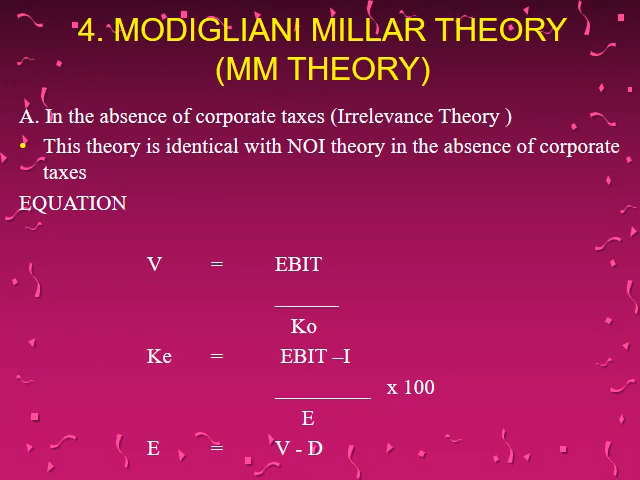 4. MODIGLIANI MILLAR THEORY
(MM THEORY)
A. In the absence of corporate taxes (Irrelevance Theory )
• This theory is identical with NOI theory in the absence of corporate
taxes
EQUATION
V = EBIT
______
Ko
Ke = EBIT –I
_________ x 100
E
E = V - D